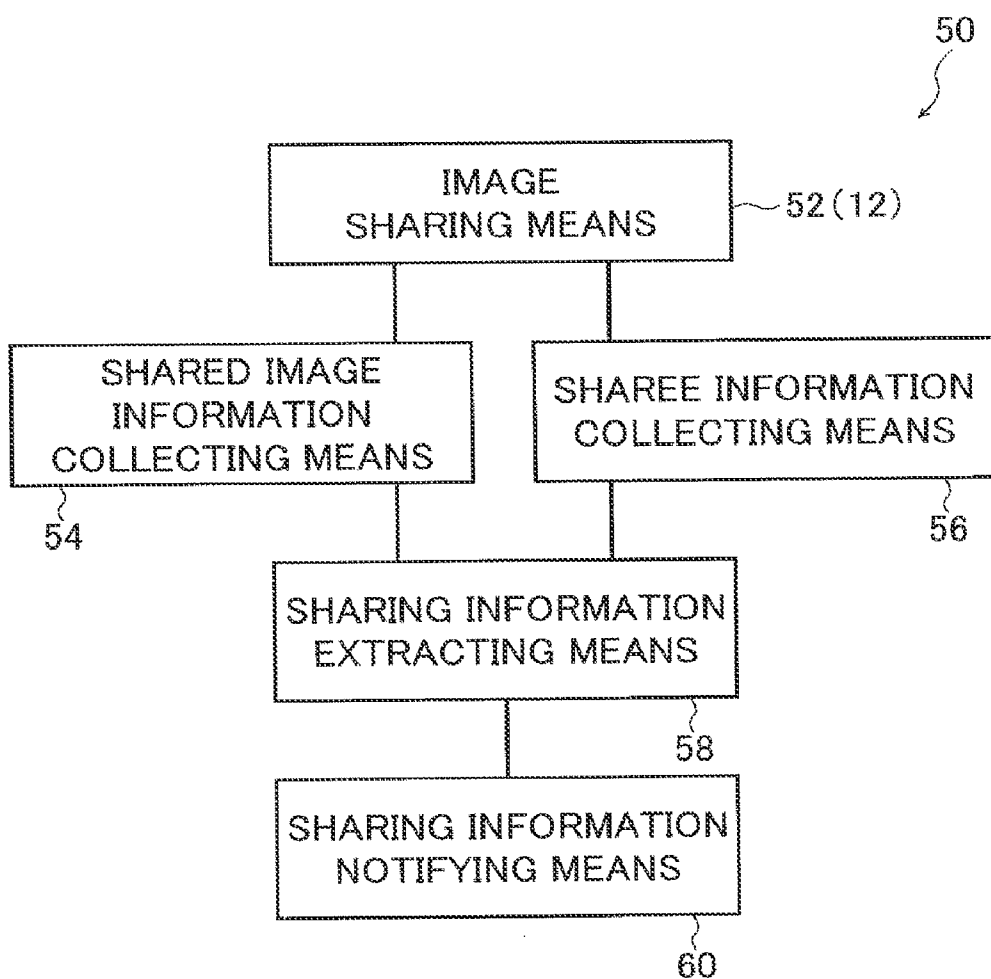 50
IMAGE
SHARING MEANS
52(12)
SHARED IMAGE
INFORMATION
COLLECTING MEANS
54
SHAREE INFORMATION
COLLECTING MEANS
56
SHARING INFORMATION
EXTRACTING MEANS
58
SHARING INFORMATION
NOTIFYING MEANS
60